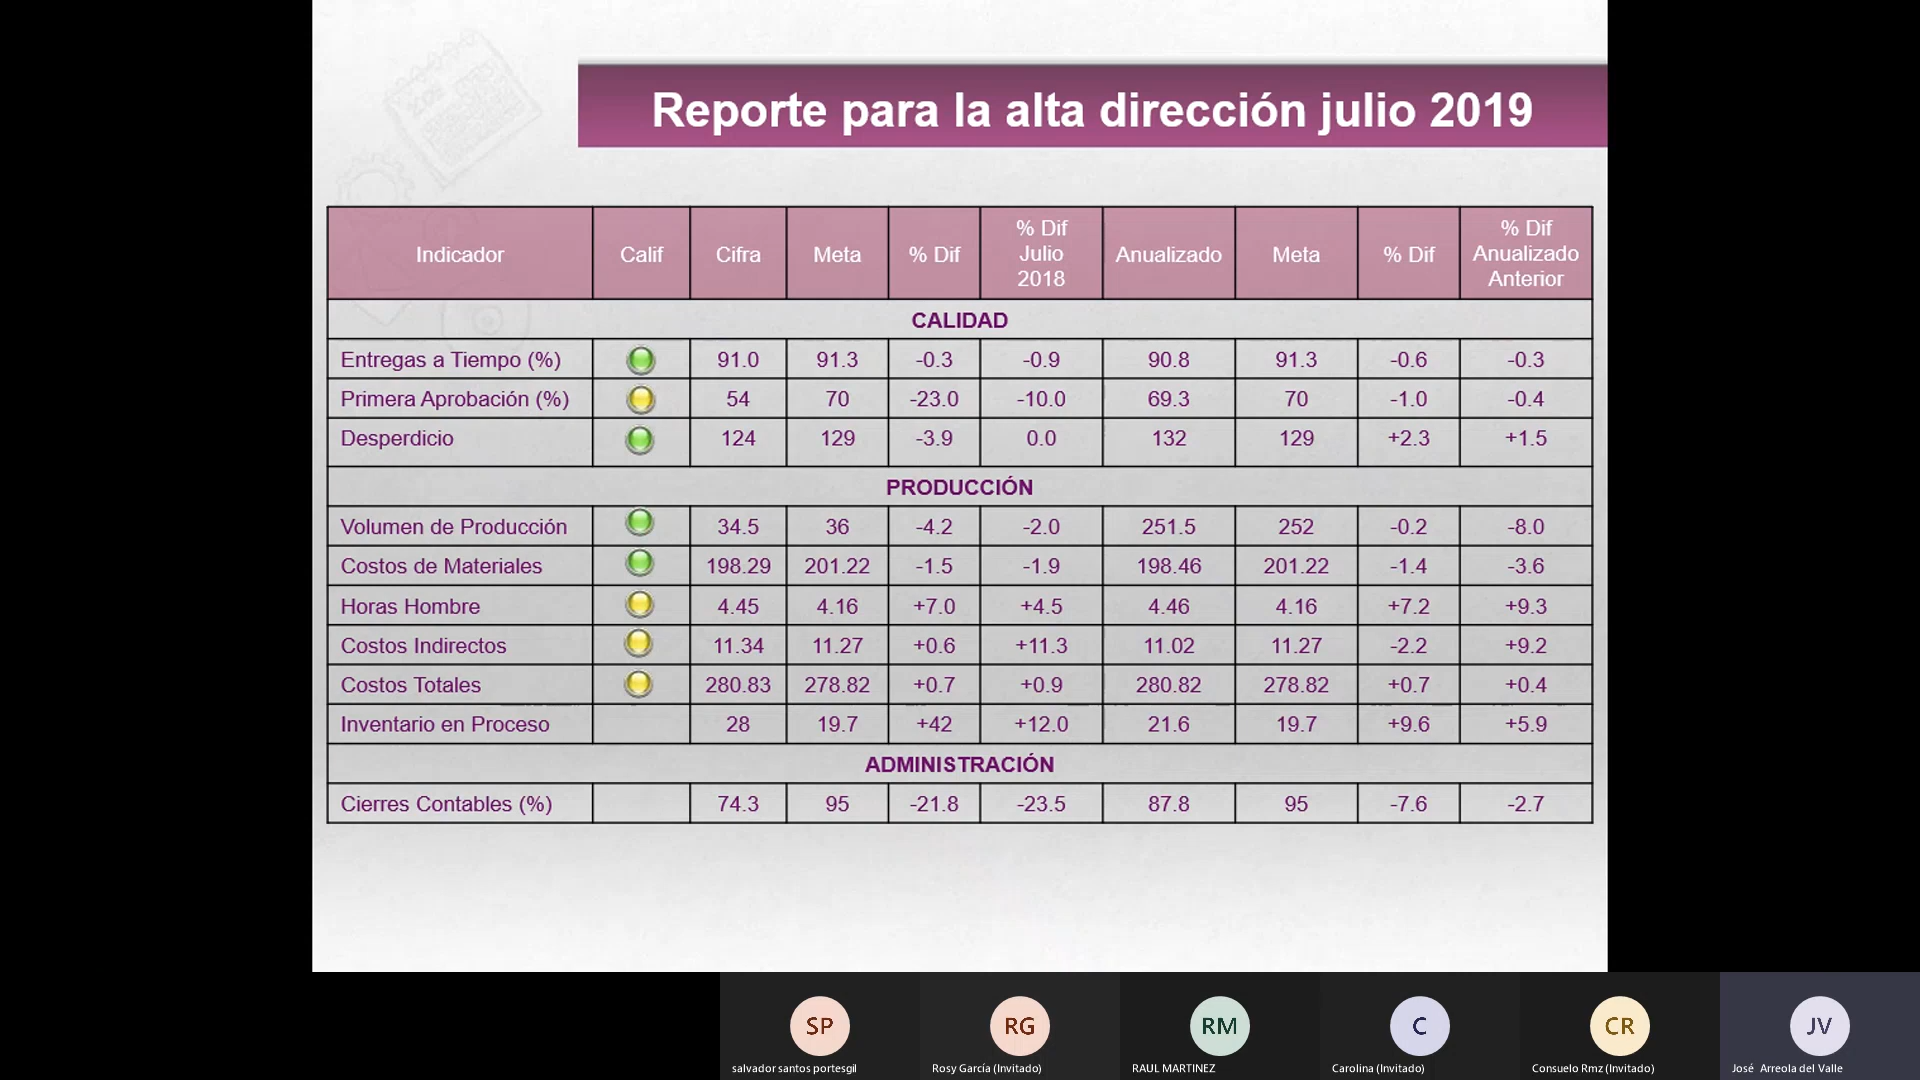 Reporte para la alta dirección julio 2019
Indicador Calif Cifra Meta % Dif % Dif Julio 2018 Anualizado Meta % Dif % Dif Anualizado Anterior
CALIDAD
Entregas a Tiempo (%) 91.0 91.3 -0.3 -0.9 90.8 91.3 -0.6 -0.3
Primera Aprobación (%) 54 70 -23.0 -10.0 69.3 70 -1.0 -0.4
Desperdicio 124 129 -3.9 0.0 132 129 +2.3 +1.5
PRODUCCIÓN
Volumen de Producción 34.5 36 -4.2 -2.0 251.5 252 -0.2 -8.0
Costos de Materiales 198.29 201.22 -1.5 -1.9 198.46 201.22 -1.4 -3.6
Horas Hombre 4.45 4.16 +7.0 +4.5 4.46 4.16 +7.2 +9.3
Costos Indirectos 11.34 11.27 +0.6 +11.3 11.02 11.27 -2.2 +9.2
Costos Totales 280.83 278.82 +0.7 +0.9 280.82 278.82 +0.7 +0.4
Inventario en Proceso 28 19.7 +42 +12.0 21.6 19.7 +9.6 +5.9
ADMINISTRACIÓN
Cierres Contables (%) 74.3 95 -21.8 -23.5 87.8 95 -7.6 -2.7
SP RG RM C CR JV
salvador santos portesgil Rosy García (Invitado) RAUL MARTINEZ Carolina (Invitado) Consuelo Rmz (Invitado) José Arreola del Valle